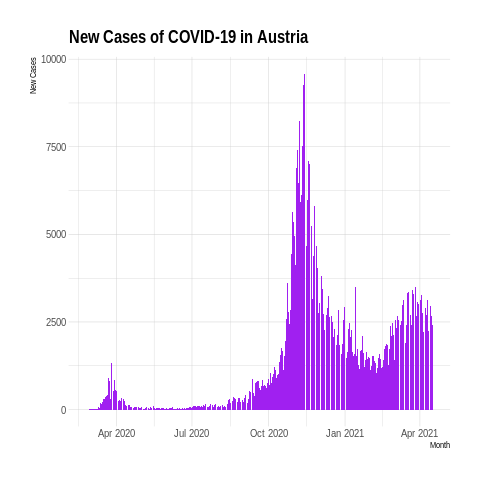 New Cases of COVID-19 in Austria
New Cases
10000
7500
5000
2500
0
Apr 2020 Jul 2020 Oct 2020 Jan 2021 Apr 2021
Month